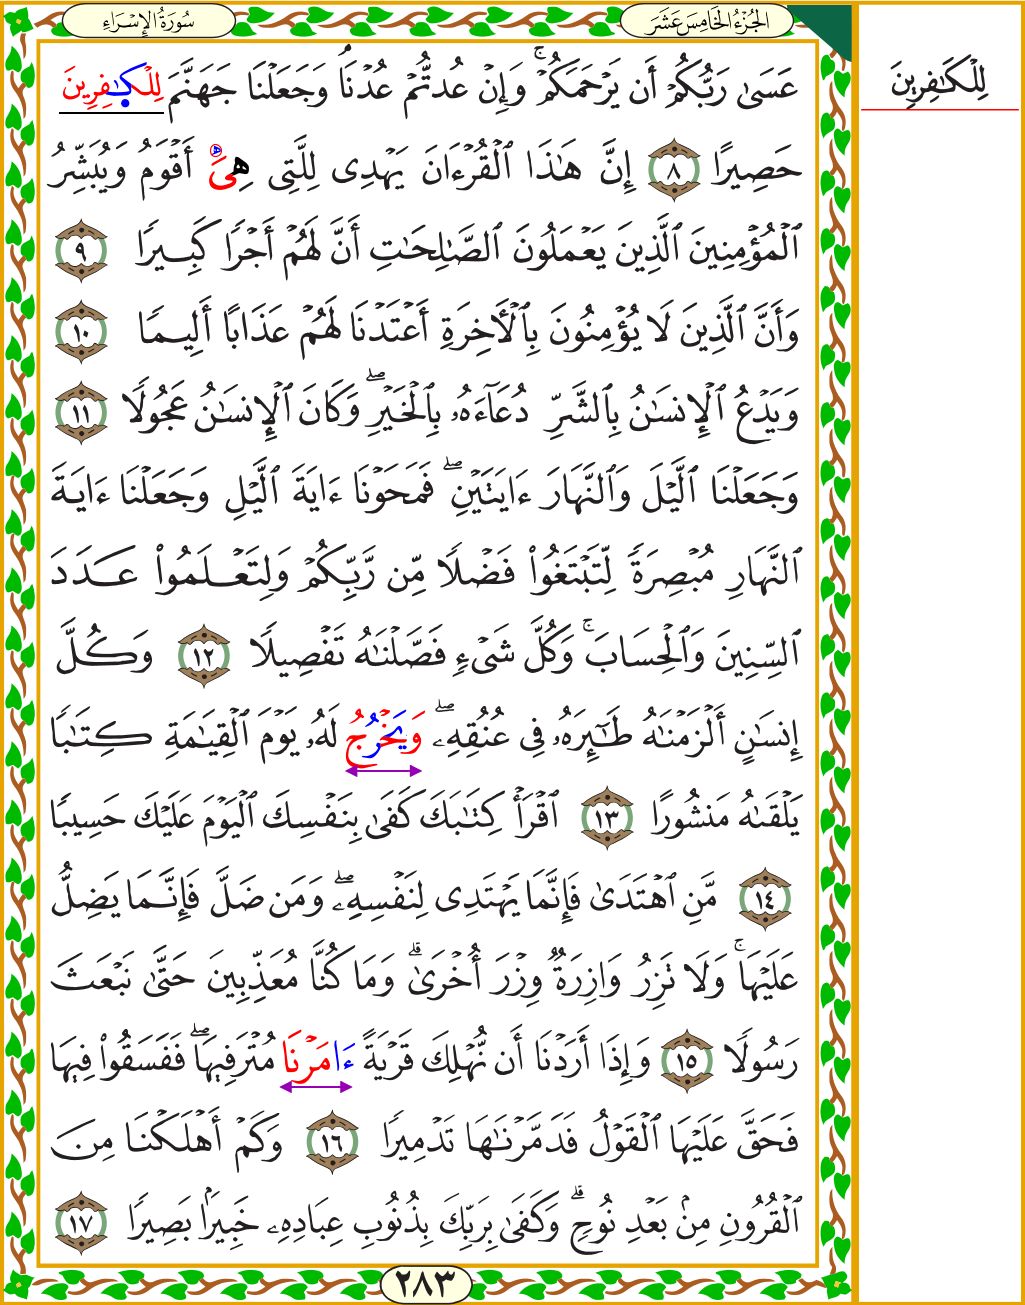 سُورَةُ الإِسْرَاءِ
الجُزْءُ الخَامِسَ عَشَرَ
لِلْكَـٰفِرِينَ
عَسَىٰ رَبُّكُمْ أَن يَرْحَمَكُمْ ۚ وَإِنْ عُدتُّمْ عُدْنَا ۘ وَجَعَلْنَا جَهَنَّمَ لِلْكَـٰفِرِينَ
حَصِيرًا ٨ إِنَّ هَـٰذَا ٱلْقُرْءَانَ يَهْدِى لِلَّتِى هِىَ أَقْوَمُ وَيُبَشِّرُ
ٱلْمُؤْمِنِينَ ٱلَّذِينَ يَعْمَلُونَ ٱلصَّـٰلِحَـٰتِ أَنَّ لَهُمْ أَجْرًا كَبِيرًا ٩
وَأَنَّ ٱلَّذِينَ لَا يُؤْمِنُونَ بِٱلْأَخِرَةِ أَعْتَدْنَا لَهُمْ عَذَابًا أَلِيمًا ١٠
وَيَدْعُ ٱلْإِنسَـٰنُ بِٱلشَّرِّ دُعَآءَهُۥ بِٱلْخَيْرِ ۖ وَكَانَ ٱلْإِنسَـٰنُ عَجُولًا ١١
وَجَعَلْنَا ٱلَّيْلَ وَٱلنَّهَارَ ءَايَتَيْنِ ۖ فَمَحَوْنَا ءَايَةَ ٱلَّيْلِ وَجَعَلْنَا ءَايَةَ
ٱلنَّهَارِ مُبْصِرَةً لِّتَبْتَغُوا۟ فَضْلًا مِّن رَّبِّكُمْ وَلِتَعْلَمُوا۟ عَدَدَ
ٱلسِّنِينَ وَٱلْحِسَابَ ۚ وَكُلَّ شَىْءٍ فَصَّلْنَـٰهُ تَفْصِيلًا ١٢ وَكُلَّ
إِنسَـٰنٍ أَلْزَمْنَـٰهُ طَـٰٓئِرَهُۥ فِى عُنُقِهِۦ ۖ وَيَخْرُجُ لَهُۥ يَوْمَ ٱلْقِيَـٰمَةِ كِتَـٰبًا
يَلْقَىٰهُ مَنشُورًا ١٣ ٱقْرَأْ كِتَـٰبَكَ كَفَىٰ بِنَفْسِكَ ٱلْيَوْمَ عَلَيْكَ حَسِيبًا
١٤ مَّنِ ٱهْتَدَىٰ فَإِنَّمَا يَهْتَدِى لِنَفْسِهِۦ ۖ وَمَن ضَلَّ فَإِنَّمَا يَضِلُّ
عَلَيْهَا ۚ وَلَا تَزِرُ وَازِرَةٌ وِزْرَ أُخْرَىٰ ۗ وَمَا كُنَّا مُعَذِّبِينَ حَتَّىٰ نَبْعَثَ
رَسُولًا ١٥ وَإِذَا أَرَدْنَا أَن نُّهْلِكَ قَرْيَةً ءَامَرْنَا مُتْرَفِيهَا ۖ فَفَسَقُوا۟ فِيهَا
فَحَقَّ عَلَيْهَا ٱلْقَوْلُ فَدَمَّرْنَـٰهَا تَدْمِيرًا ١٦ وَكَمْ أَهْلَكْنَا مِنَ
ٱلْقُرُونِ مِنۢ بَعْدِ نُوحٍ ۗ وَكَفَىٰ بِرَبِّكَ بِذُنُوبِ عِبَادِهِۦ خَبِيرًۢا بَصِيرًا ١٧
٢٨٣